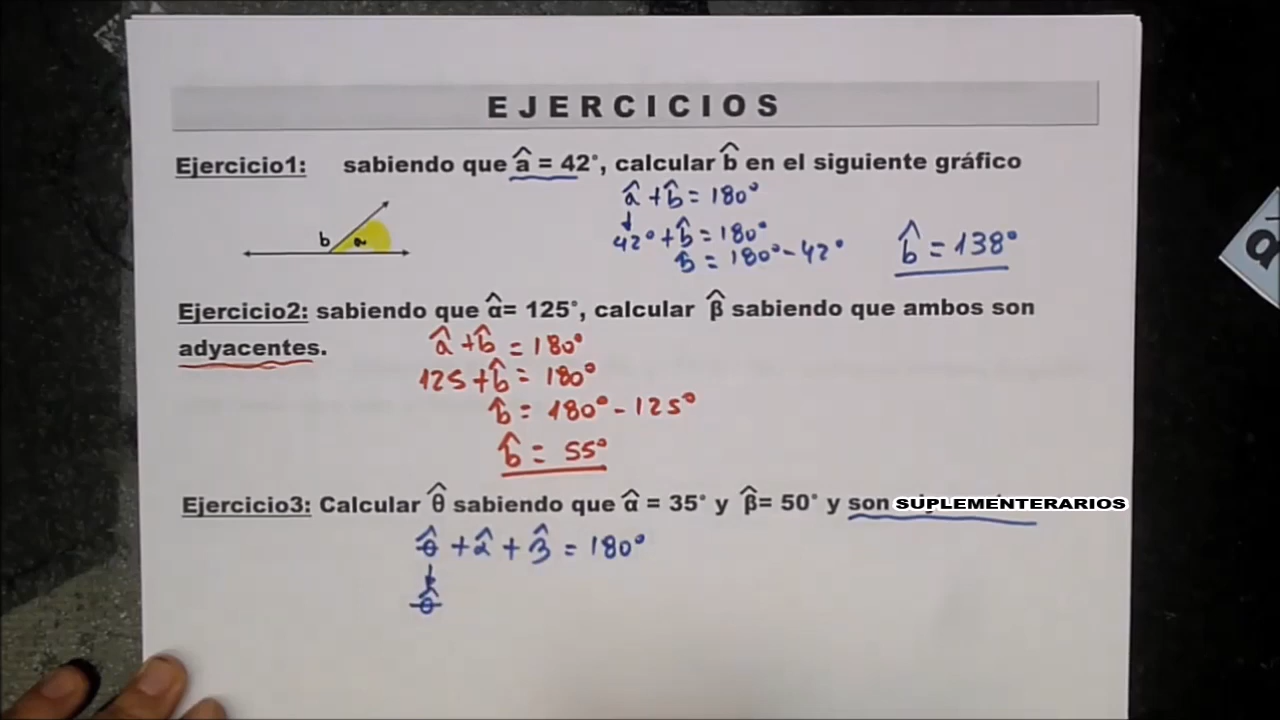 EJERCICIOS
Ejercicio1: sabiendo que â = 42°, calcular b̂ en el siguiente gráfico
b a
â + b̂ = 180°
42° + b̂ = 180°
b̂ = 180° - 42°
b̂ = 138°
Ejercicio2: sabiendo que α̂= 125°, calcular β̂ sabiendo que ambos son
adyacentes.
â + b̂ = 180°
125 + b̂ = 180°
b̂ = 180° - 125°
b̂ = 55°
Ejercicio3: Calcular θ̂ sabiendo que α̂ = 35° y β̂= 50° y son SUPLEMENTERARIOS
θ̂ + α̂ + β̂ = 180°
θ̂
a